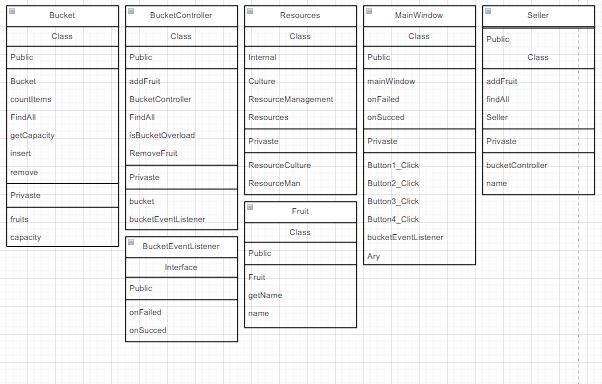 Bucket
Class
Public
Bucket
countItems
FindAll
getCapacity
insert
remove
Privaste
fruits
capacity
BucketController
Class
Public
addFruit
BucketController
FindAll
isBucketOverload
RemoveFruit
Privaste
bucket
bucketEventListener
BucketEventListener
Interface
Public
onFailed
onSucced
Resources
Class
Internal
Culture
ResourceManagement
Resources
Privaste
ResourceCulture
ResourceMan
Fruit
Class
Public
Fruit
getName
name
MainWindow
Class
Public
mainWindow
onFailed
onSucced
Privaste
Button1_Click
Button2_Click
Button3_Click
Button4_Click
bucketEventListener
Ary
Seller
Public
Class
addFruit
findAll
Seller
Privaste
bucketController
name